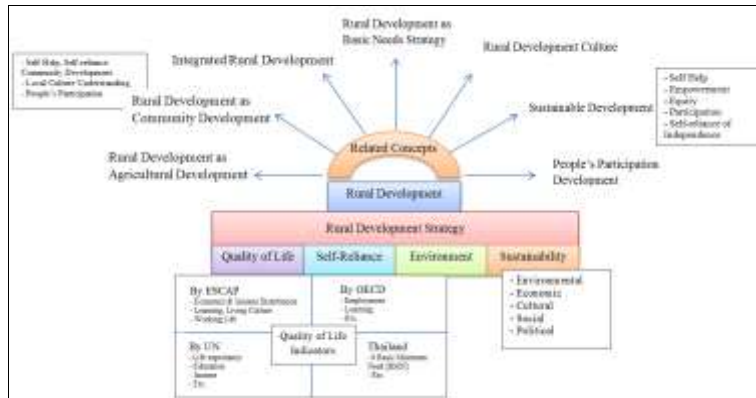 Rural Development as
Basic Needs Strategy
Integrated Rural Development
Rural Development Culture
- Self Help, Self-reliance
Community Development
- Local Culture Understanding
- People's Participation
Rural Development as
Community Development
Sustainable Development
- Self Help
- Empowerment
- Equity
- Participation
- Self-reliance of
Independence
Related Concepts
Rural Development as
Agricultural Development
People's Participation
Development
Rural Development
Rural Development Strategy
Quality of Life
Self-Reliance
Environment
Sustainability
By ESCAP
- Economic & Income Distribution
- Learning, Living Culture
- Working Life
By OECD
- Employment
- Learning
- Etc.
- Environmental
- Economic
- Cultural
- Social
- Political
Quality of Life
Indicators
By UN
- Life expectancy
- Education
- Income
- Etc.
Thailand
- 6 Basic Minimum
Need
- Etc.